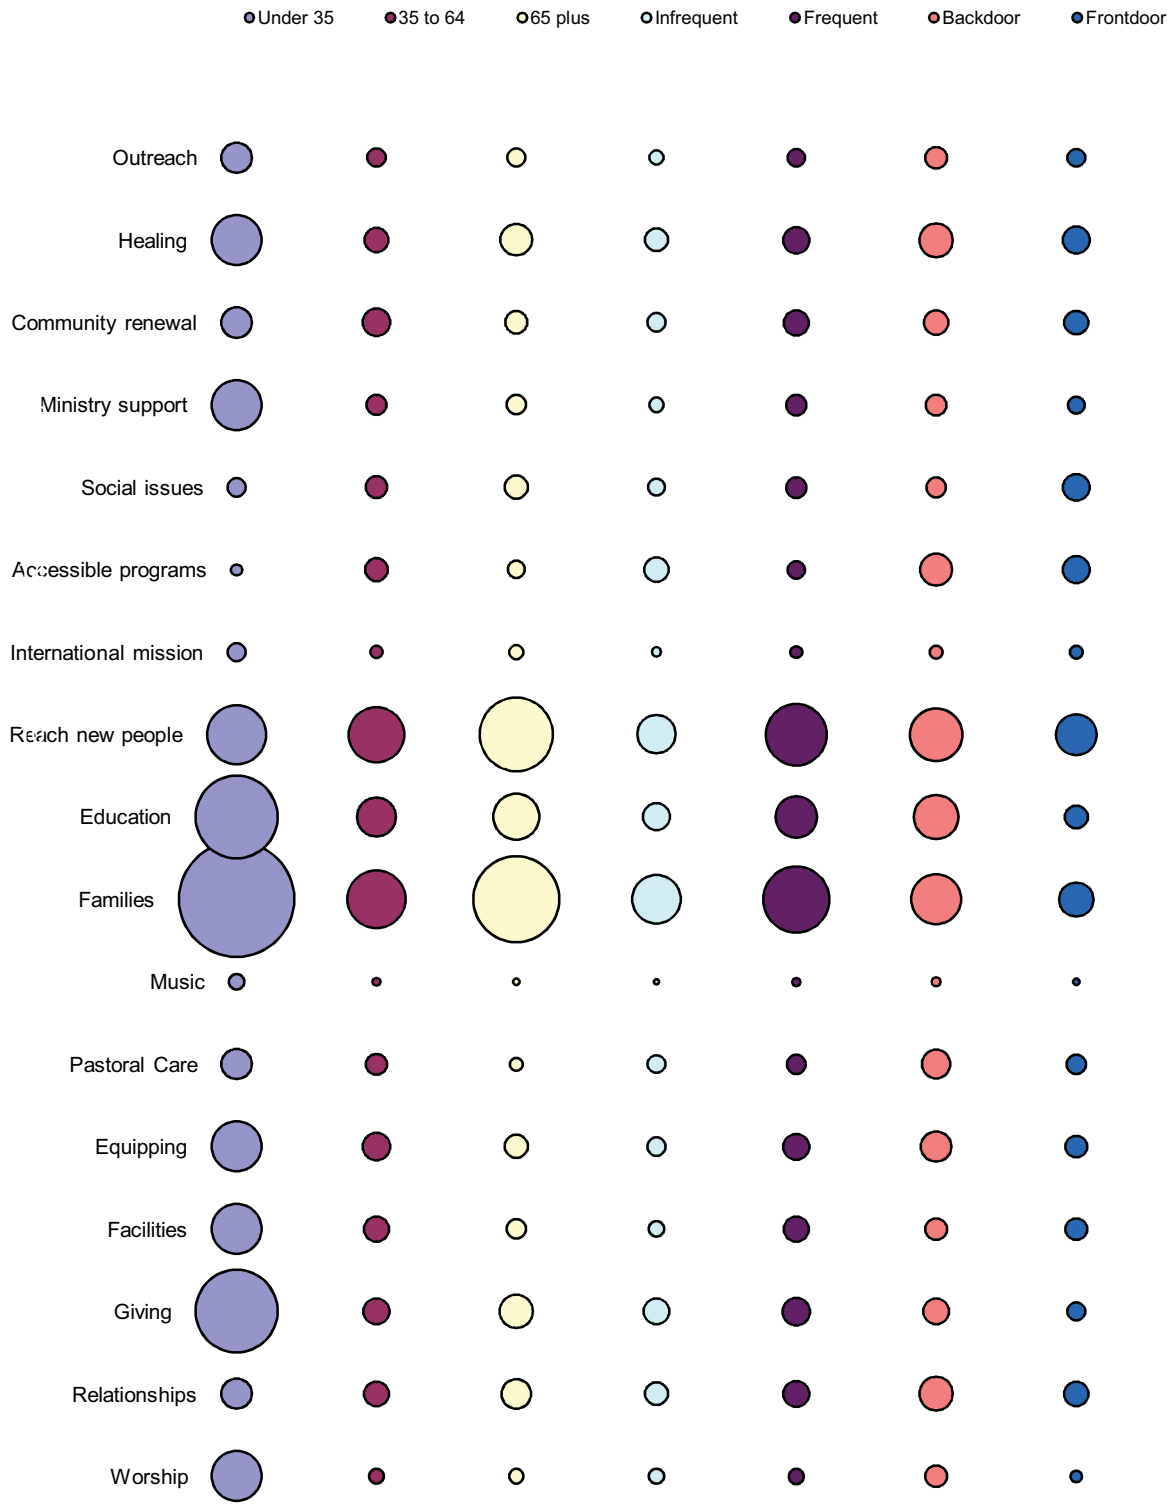 Under 35 35 to 64 65 plus Infrequent Frequent Backdoor Frontdoor
Outreach
Healing
Community renewal
Ministry support
Social issues
Accessible programs
International mission
Reach new people
Education
Families
Music
Pastoral Care
Equipping
Facilities
Giving
Relationships
Worship